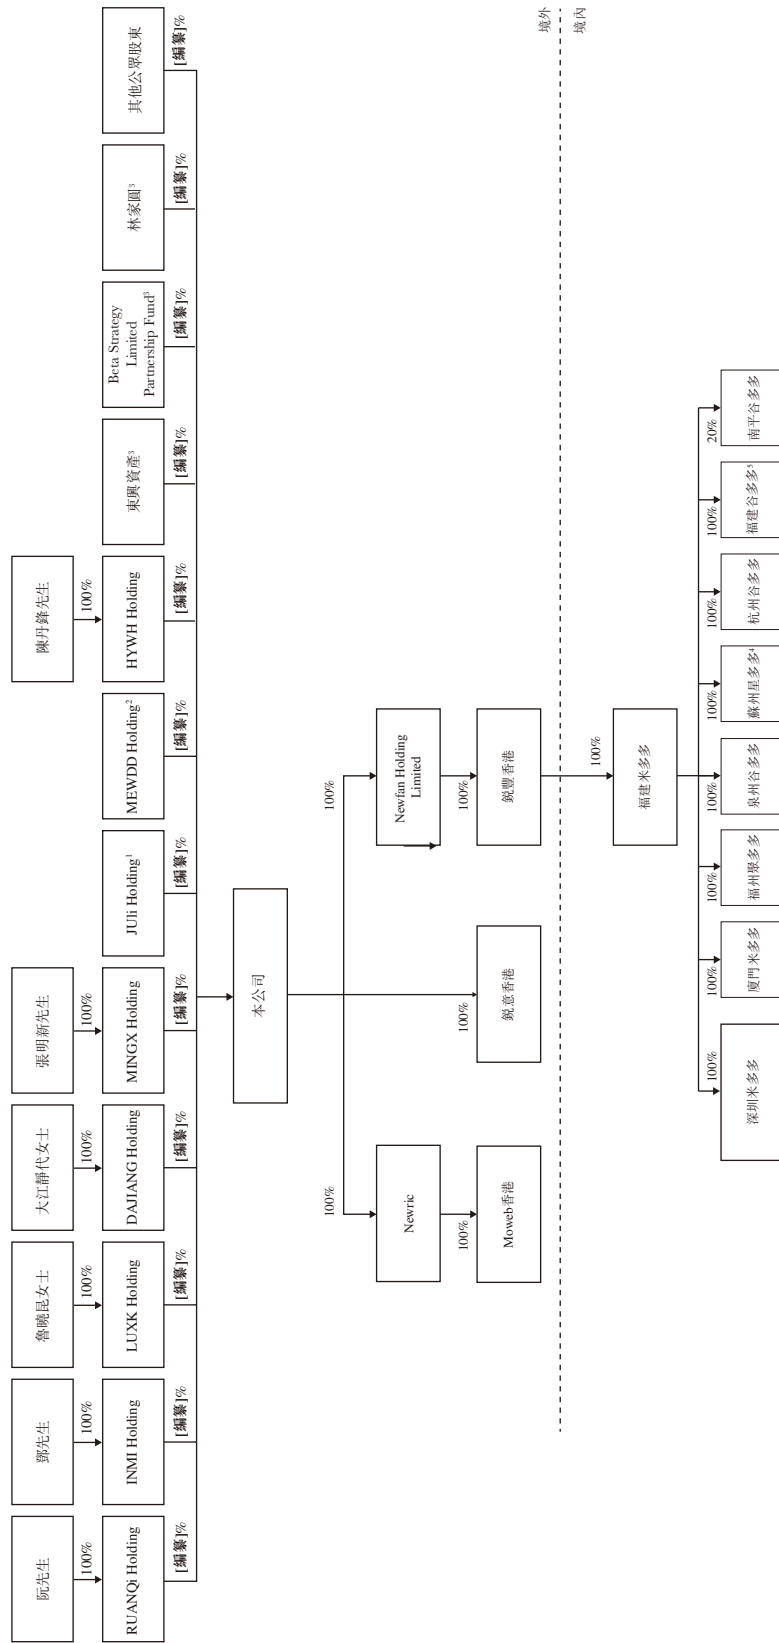 阮先生
鄧先生
魯曉昆女士
大江靜代女士
張明新先生
陳丹鋒先生
100%
100%
100%
100%
100%
100%
RUANQi Holding
INMI Holding
LUXK Holding
DAJIANG Holding
MINGX Holding
JULi Holding1
MEWDD Holding2
HYWH Holding
東興資產3
Beta Strategy
Limited
Partnership Fund3
林家圓3
其他公眾股東
[編纂]%
[編纂]%
[編纂]%
[編纂]%
[編纂]%
[編纂]%
[編纂]%
[編纂]%
[編纂]%
[編纂]%
[編纂]%
[編纂]%
本公司
100%
100%
Newric
Newfan Holding
Limited
100%
100%
100%
Moweb香港
銳意香港
銳豐香港
境外
境內
100%
福建米多多
100%
100%
100%
100%
100%
100%
100%
20%
深圳米多多
廈門米多多
福州聚多多
泉州谷多多
蘇州星多多4
杭州谷多多
福建谷多多5
南平谷多多